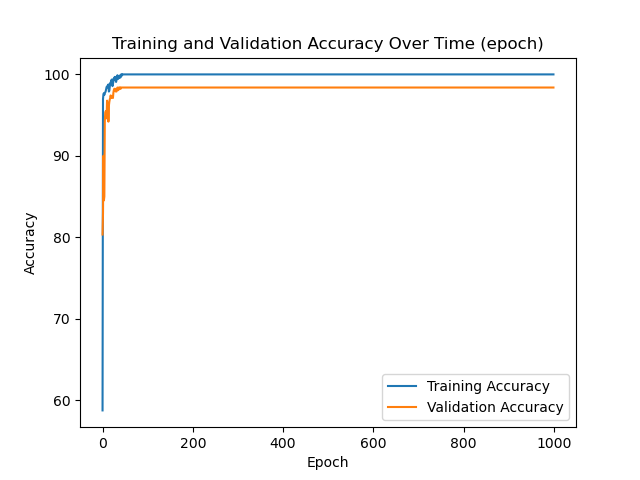 Training and Validation Accuracy Over Time (epoch)
100
90
80
70
60
Accuracy
Training Accuracy
Validation Accuracy
0 200 400 600 800 1000
Epoch